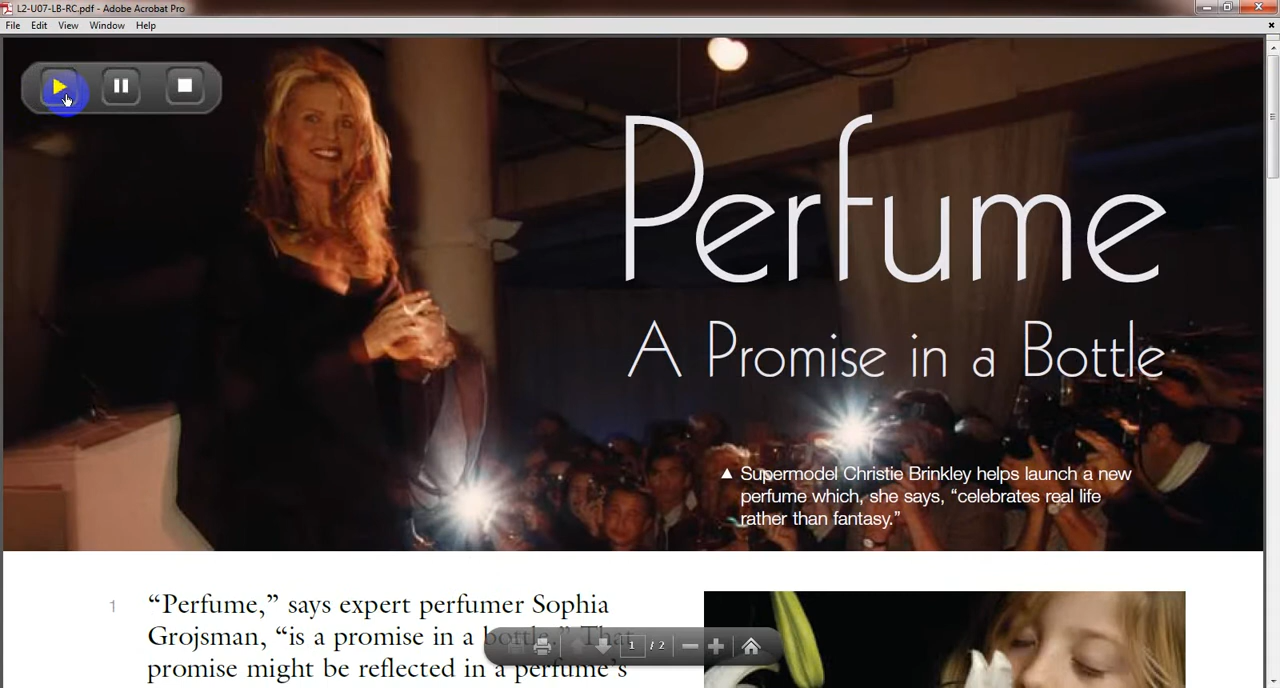 L2-U07-LB-RC.pdf - Adobe Acrobat Pro
File Edit View Window Help
Perfume
A Promise in a Bottle
▲ Supermodel Christie Brinkley helps launch a new
perfume which, she says, “celebrates real life
rather than fantasy.”
1 “Perfume,” says expert perfumer Sophia
Grojsman, “is a promise in a bottle.” That
promise might be reflected in a perfume’s
1 / 2